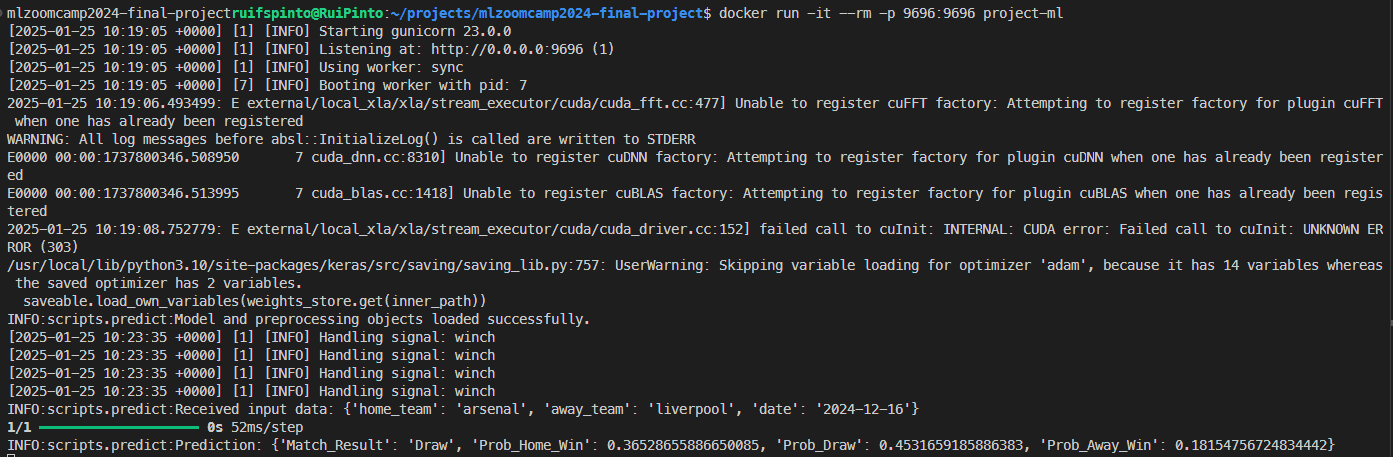 mlzoomcamp2024-final-projectruifspinto@RuiPinto:~/projects/mlzoomcamp2024-final-project$ docker run -it --rm -p 9696:9696 project-ml
[2025-01-25 10:19:05 +0000] [1] [INFO] Starting gunicorn 23.0.0
[2025-01-25 10:19:05 +0000] [1] [INFO] Listening at: http://0.0.0.0:9696 (1)
[2025-01-25 10:19:05 +0000] [1] [INFO] Using worker: sync
[2025-01-25 10:19:05 +0000] [7] [INFO] Booting worker with pid: 7
2025-01-25 10:19:06.493499: E external/local_xla/xla/stream_executor/cuda/cuda_fft.cc:477] Unable to register cuFFT factory: Attempting to register factory for plugin cuFFT
 when one has already been registered
WARNING: All log messages before absl::InitializeLog() is called are written to STDERR
E0000 00:00:1737800346.508950       7 cuda_dnn.cc:8310] Unable to register cuDNN factory: Attempting to register factory for plugin cuDNN when one has already been register
ed
E0000 00:00:1737800346.513995       7 cuda_blas.cc:1418] Unable to register cuBLAS factory: Attempting to register factory for plugin cuBLAS when one has already been regis
tered
2025-01-25 10:19:08.752779: E external/local_xla/xla/stream_executor/cuda/cuda_driver.cc:152] failed call to cuInit: INTERNAL: CUDA error: Failed call to cuInit: UNKNOWN ER
ROR (303)
/usr/local/lib/python3.10/site-packages/keras/src/saving/saving_lib.py:757: UserWarning: Skipping variable loading for optimizer 'adam', because it has 14 variables whereas
 the saved optimizer has 2 variables.
  saveable.load_own_variables(weights_store.get(inner_path))
INFO:scripts.predict:Model and preprocessing objects loaded successfully.
[2025-01-25 10:23:35 +0000] [1] [INFO] Handling signal: winch
[2025-01-25 10:23:35 +0000] [1] [INFO] Handling signal: winch
[2025-01-25 10:23:35 +0000] [1] [INFO] Handling signal: winch
[2025-01-25 10:23:35 +0000] [1] [INFO] Handling signal: winch
INFO:scripts.predict:Received input data: {'home_team': 'arsenal', 'away_team': 'liverpool', 'date': '2024-12-16'}
1/1 ━━━━━━━━━━━━━━━━━━━━ 0s 52ms/step
INFO:scripts.predict:Prediction: {'Match_Result': 'Draw', 'Prob_Home_Win': 0.36528655886650085, 'Prob_Draw': 0.4531659185886383, 'Prob_Away_Win': 0.18154756724834442}